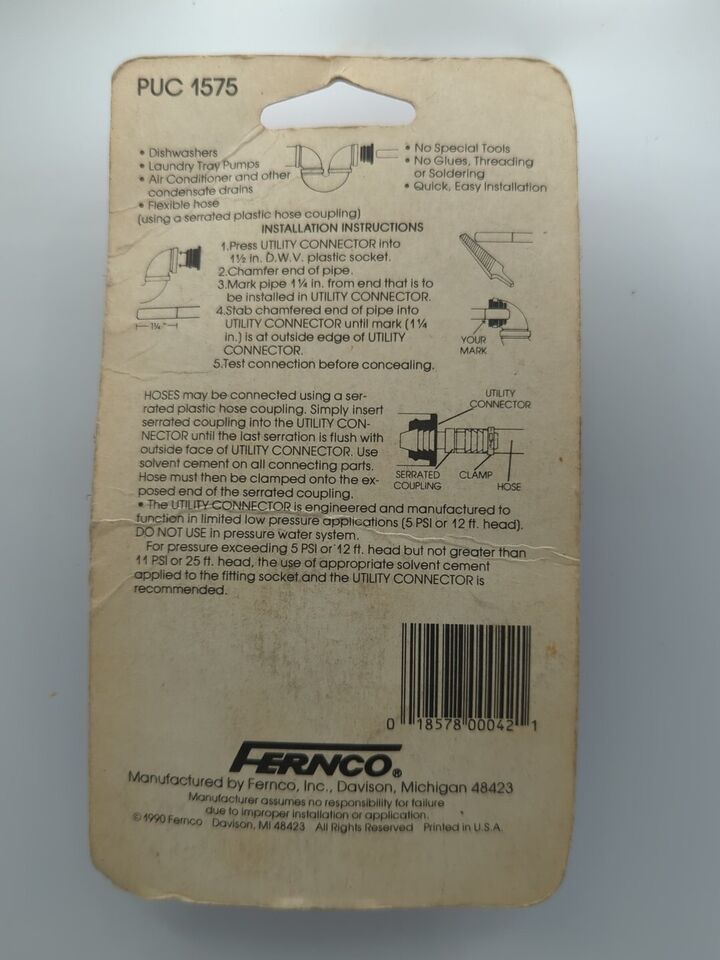 PUC 1575
• Dishwashers
• Laundry Tray Pumps
• Air Conditioner and other
condensate drains
• Flexible hose
(using a serrated plastic hose coupling)
• No Special Tools
• No Glues, Threading
or Soldering
• Quick, Easy Installation
INSTALLATION INSTRUCTIONS
1.Press UTILITY CONNECTOR into
1½ in. D.W.V. plastic socket.
2.Chamfer end of pipe.
3.Mark pipe 1¼ in. from end that is to
be installed in UTILITY CONNECTOR.
4.Stab chamfered end of pipe into
UTILITY CONNECTOR until mark (1¼
in.) is at outside edge of UTILITY
CONNECTOR.
5.Test connection before concealing.
1¼"
YOUR
MARK
HOSES may be connected using a ser-
rated plastic hose coupling. Simply insert
serrated coupling into the UTILITY CON-
NECTOR until the last serration is flush with
outside face of UTILITY CONNECTOR. Use
solvent cement on all connecting parts.
Hose must then be clamped onto the ex-
posed end of the serrated coupling.
UTILITY
CONNECTOR
SERRATED
COUPLING
CLAMP
HOSE
• The UTILITY CONNECTOR is engineered and manufactured to
function in limited low pressure applications (5 PSI or 12 ft. head).
DO NOT USE in pressure water system.
For pressure exceeding 5 PSI or 12 ft. head but not greater than
11 PSI or 25 ft. head, the use of appropriate solvent cement
applied to the fitting socket and the UTILITY CONNECTOR is
recommended.
0 18578 00042 1
FERNCO®
Manufactured by Fernco, Inc., Davison, Michigan 48423
Manufacturer assumes no responsibility for failure
due to improper installation or application.
© 1990 Fernco Davison, MI 48423 All Rights Reserved Printed in U.S.A.